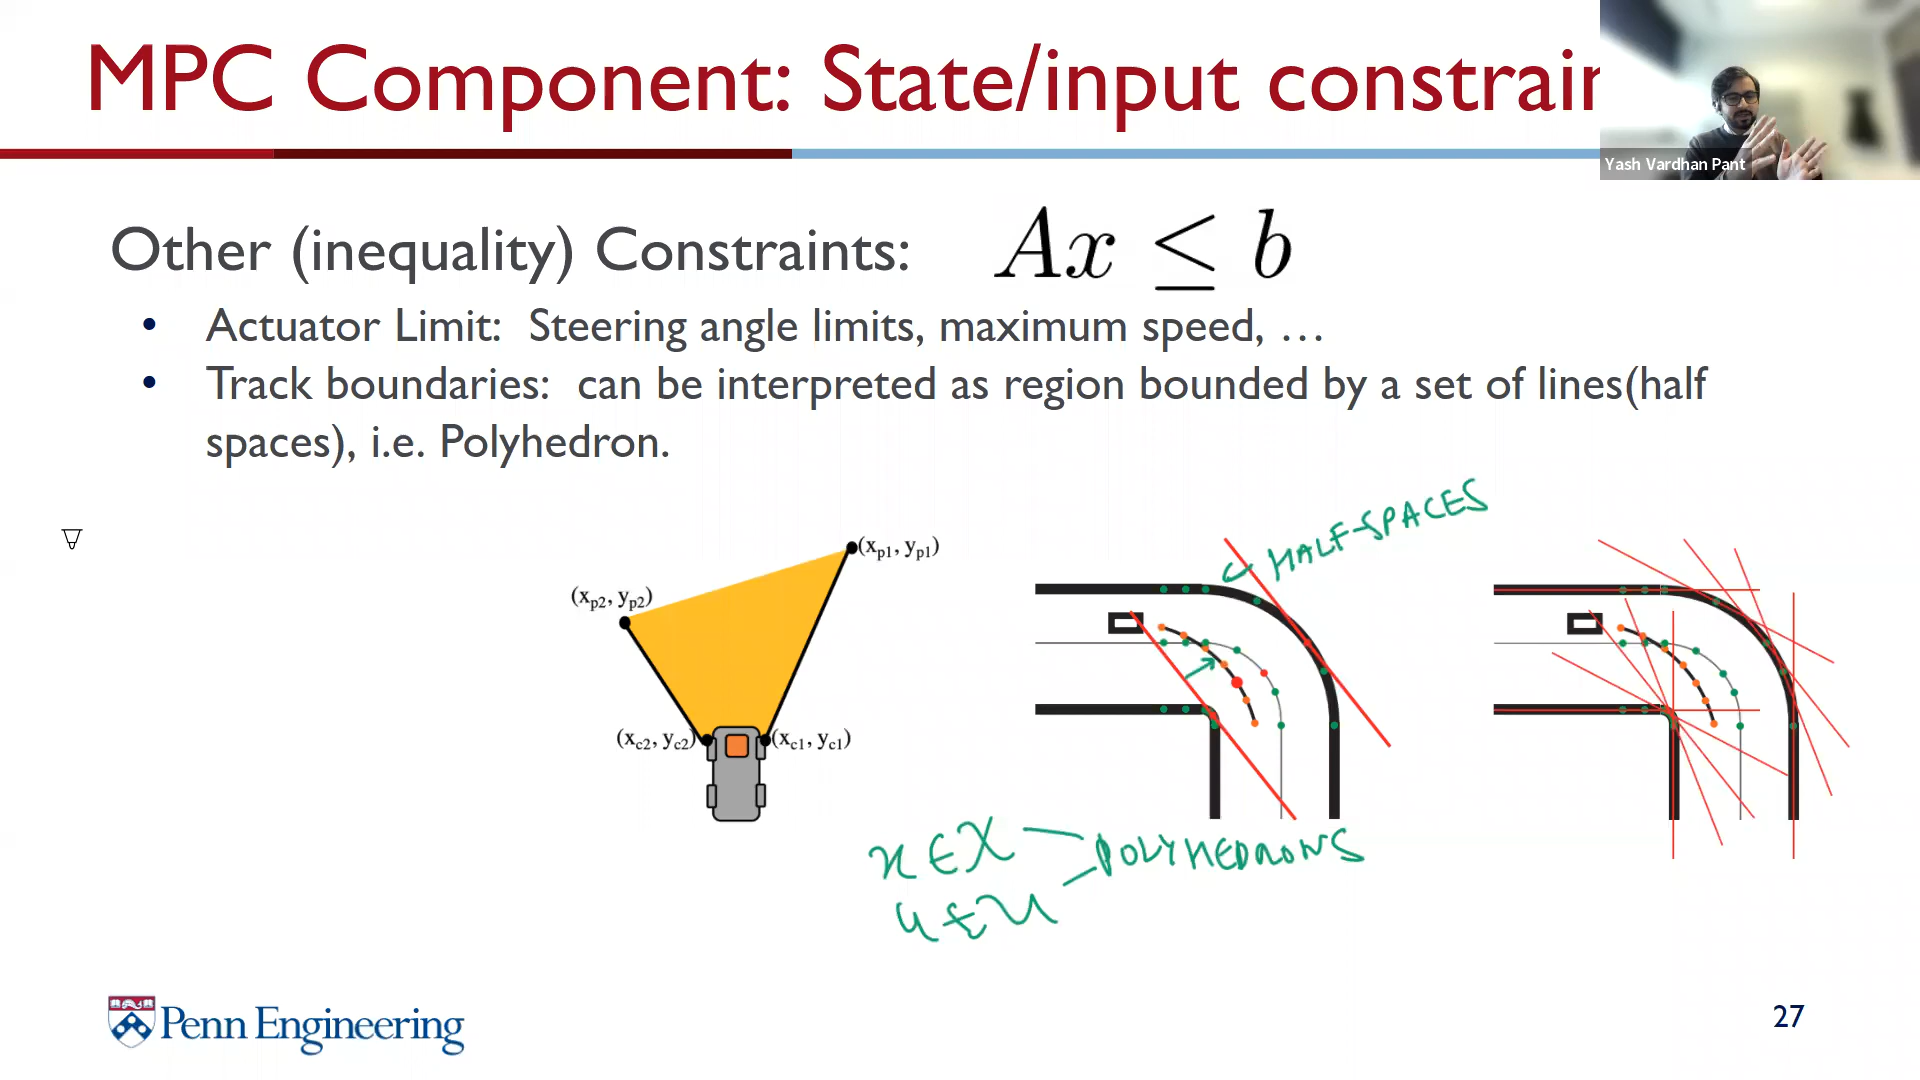 MPC Component: State/input constrain
Yash Vardhan Pant
Other (inequality) Constraints: Ax ≤ b
• Actuator Limit: Steering angle limits, maximum speed, …
• Track boundaries: can be interpreted as region bounded by a set of lines(half
spaces), i.e. Polyhedron.
HALF-SPACES
(xp1, yp1)
(xp2, yp2)
(xc2, yc2)
(xc1, yc1)
x ∈ X
POLYHEDRONS
u ∈ U
Penn Engineering
27